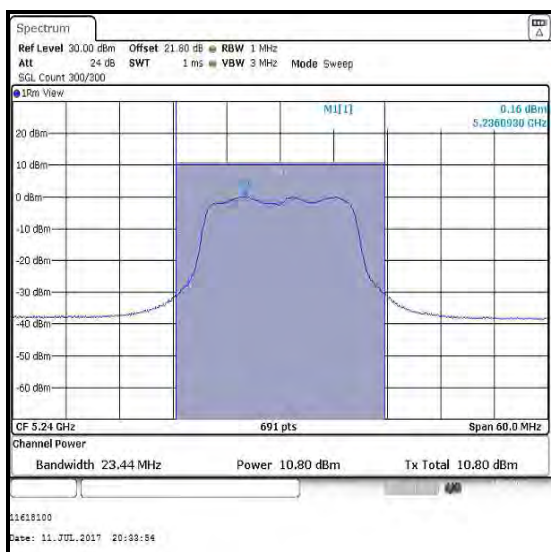 Spectrum
Ref Level 30.00 dBm Offset 21.80 dB RBW 1 MHz
Att 24 dB SWT 1 ms VBW 3 MHz Mode Sweep
SGL Count 300/300
1Rm View
M1[1] 0.16 dBm
5.2360930 GHz
20 dBm
10 dBm
0 dBm
-10 dBm
-20 dBm
-30 dBm
-40 dBm
-50 dBm
-60 dBm
CF 5.24 GHz 691 pts Span 60.0 MHz
Channel Power
Bandwidth 23.44 MHz Power 10.80 dBm Tx Total 10.80 dBm
11618100
Date: 11.JUL.2017 20:33:54